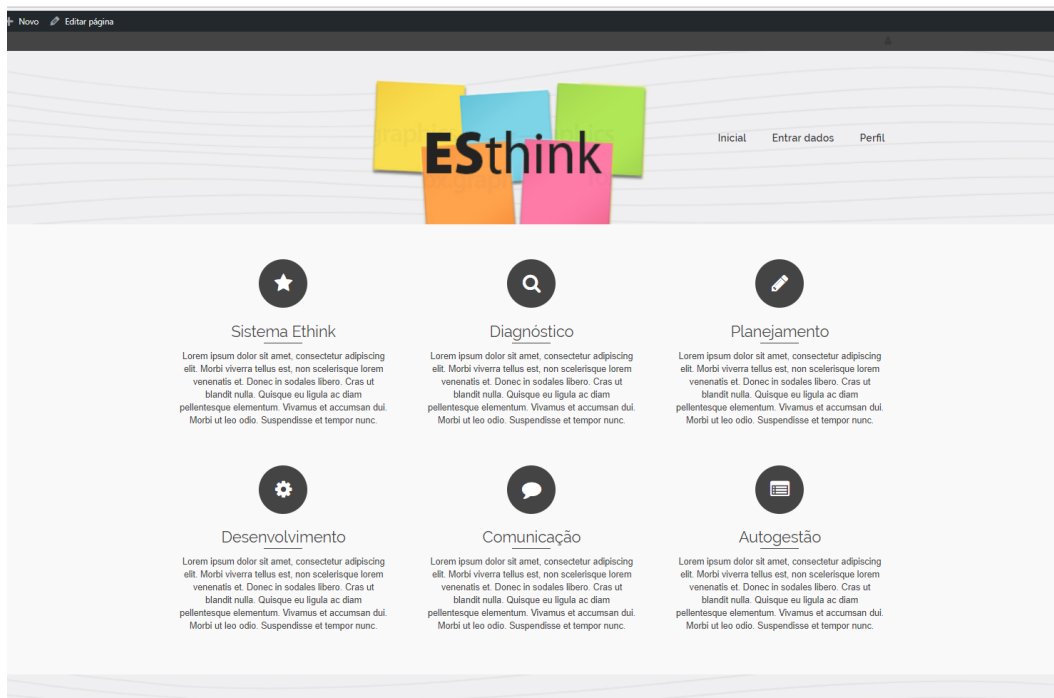 Novo Editar página
ESthink
Inicial Entrar dados Perfil
Sistema Ethink
Lorem ipsum dolor sit amet, consectetur adipiscing
elit. Morbi viverra tellus est, non scelerisque lorem
venenatis et. Donec in sodales libero. Cras ut
blandit nulla. Quisque eu ligula ac diam
pellentesque elementum. Vivamus et accumsan dui.
Morbi ut leo odio. Suspendisse et tempor nunc.
Diagnóstico
Lorem ipsum dolor sit amet, consectetur adipiscing
elit. Morbi viverra tellus est, non scelerisque lorem
venenatis et. Donec in sodales libero. Cras ut
blandit nulla. Quisque eu ligula ac diam
pellentesque elementum. Vivamus et accumsan dui.
Morbi ut leo odio. Suspendisse et tempor nunc.
Planejamento
Lorem ipsum dolor sit amet, consectetur adipiscing
elit. Morbi viverra tellus est, non scelerisque lorem
venenatis et. Donec in sodales libero. Cras ut
blandit nulla. Quisque eu ligula ac diam
pellentesque elementum. Vivamus et accumsan dui.
Morbi ut leo odio. Suspendisse et tempor nunc.
Desenvolvimento
Lorem ipsum dolor sit amet, consectetur adipiscing
elit. Morbi viverra tellus est, non scelerisque lorem
venenatis et. Donec in sodales libero. Cras ut
blandit nulla. Quisque eu ligula ac diam
pellentesque elementum. Vivamus et accumsan dui.
Morbi ut leo odio. Suspendisse et tempor nunc.
Comunicação
Lorem ipsum dolor sit amet, consectetur adipiscing
elit. Morbi viverra tellus est, non scelerisque lorem
venenatis et. Donec in sodales libero. Cras ut
blandit nulla. Quisque eu ligula ac diam
pellentesque elementum. Vivamus et accumsan dui.
Morbi ut leo odio. Suspendisse et tempor nunc.
Autogestão
Lorem ipsum dolor sit amet, consectetur adipiscing
elit. Morbi viverra tellus est, non scelerisque lorem
venenatis et. Donec in sodales libero. Cras ut
blandit nulla. Quisque eu ligula ac diam
pellentesque elementum. Vivamus et accumsan dui.
Morbi ut leo odio. Suspendisse et tempor nunc.